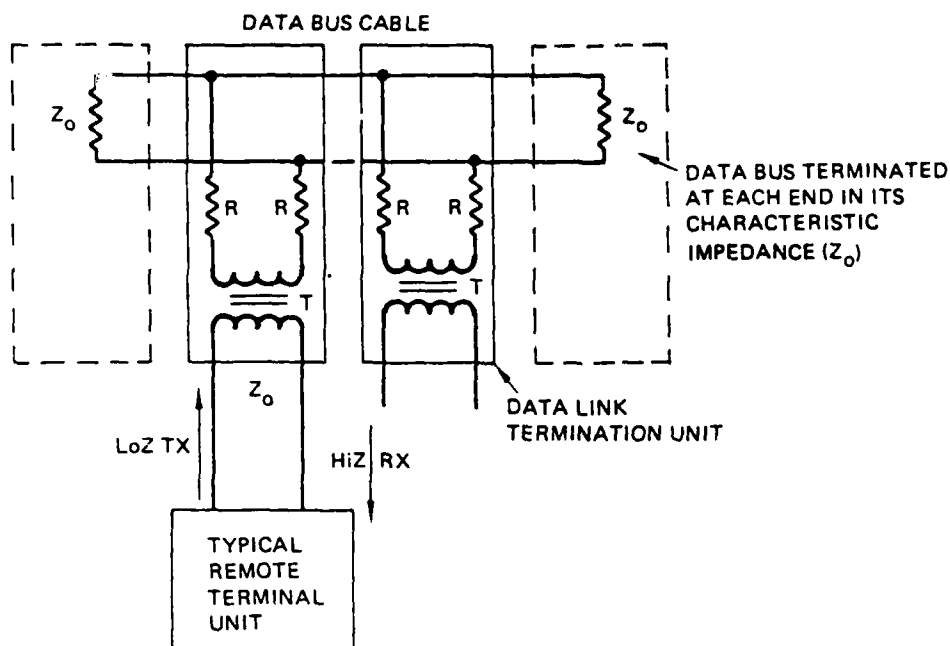 DATA BUS CABLE
Z₀
Z₀
R
R
R
R
DATA BUS TERMINATED
AT EACH END IN ITS
CHARACTERISTIC
IMPEDANCE (Z₀)
T
T
Z₀
DATA LINK
TERMINATION UNIT
LoZ TX
HiZ RX
TYPICAL
REMOTE
TERMINAL
UNIT